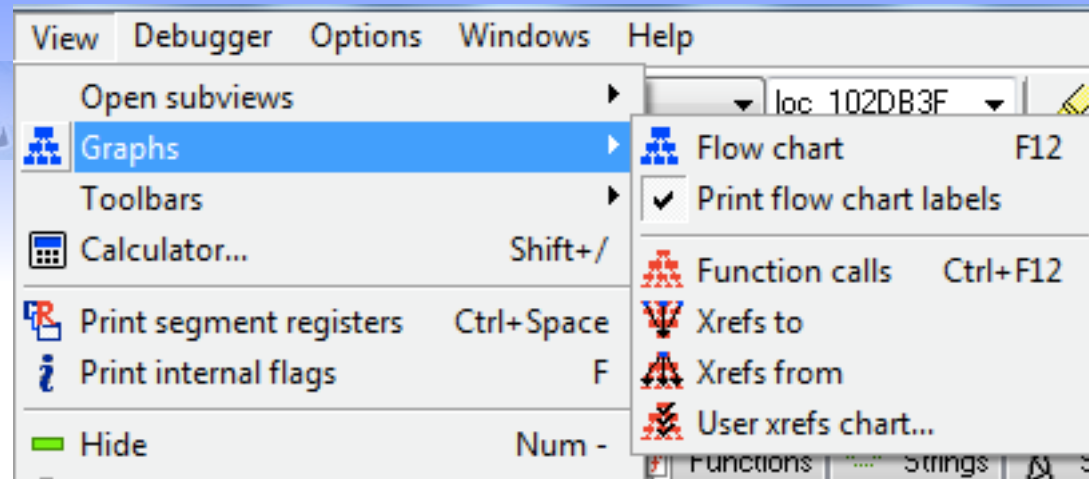 View Debugger Options Windows Help
Open subviews
loc_102DB3F
Graphs
Flow chart F12
Toolbars
Print flow chart labels
Calculator... Shift+/
Function calls Ctrl+F12
Print segment registers Ctrl+Space
Xrefs to
Print internal flags F
Xrefs from
User xrefs chart...
Hide Num -
Functions Strings